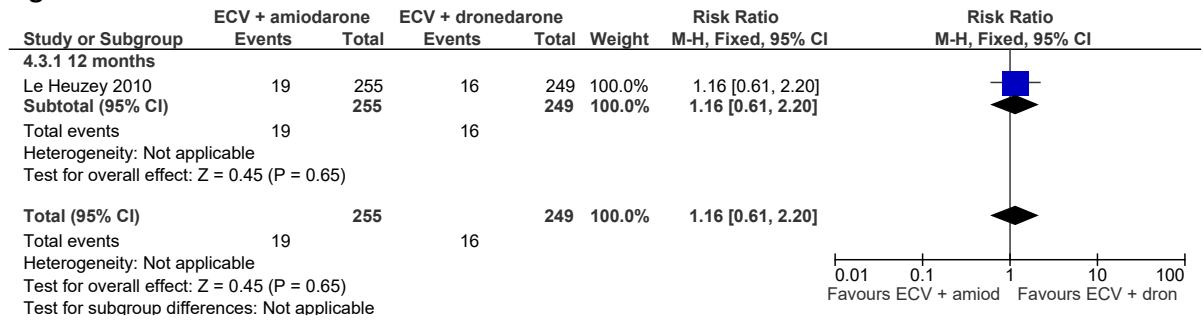 ECV + amiodarone ECV + dronedarone Risk Ratio Risk Ratio
Study or Subgroup Events Total Events Total Weight M-H, Fixed, 95% CI M-H, Fixed, 95% CI
4.3.1 12 months
Le Heuzey 2010 19 255 16 249 100.0% 1.16 [0.61, 2.20]
Subtotal (95% CI) 255 249 100.0% 1.16 [0.61, 2.20]
Total events 19 16
Heterogeneity: Not applicable
Test for overall effect: Z = 0.45 (P = 0.65)
Total (95% CI) 255 249 100.0% 1.16 [0.61, 2.20]
Total events 19 16
Heterogeneity: Not applicable
Test for overall effect: Z = 0.45 (P = 0.65)
Test for subgroup differences: Not applicable
0.01 0.1 1 10 100
Favours ECV + amiod Favours ECV + dron